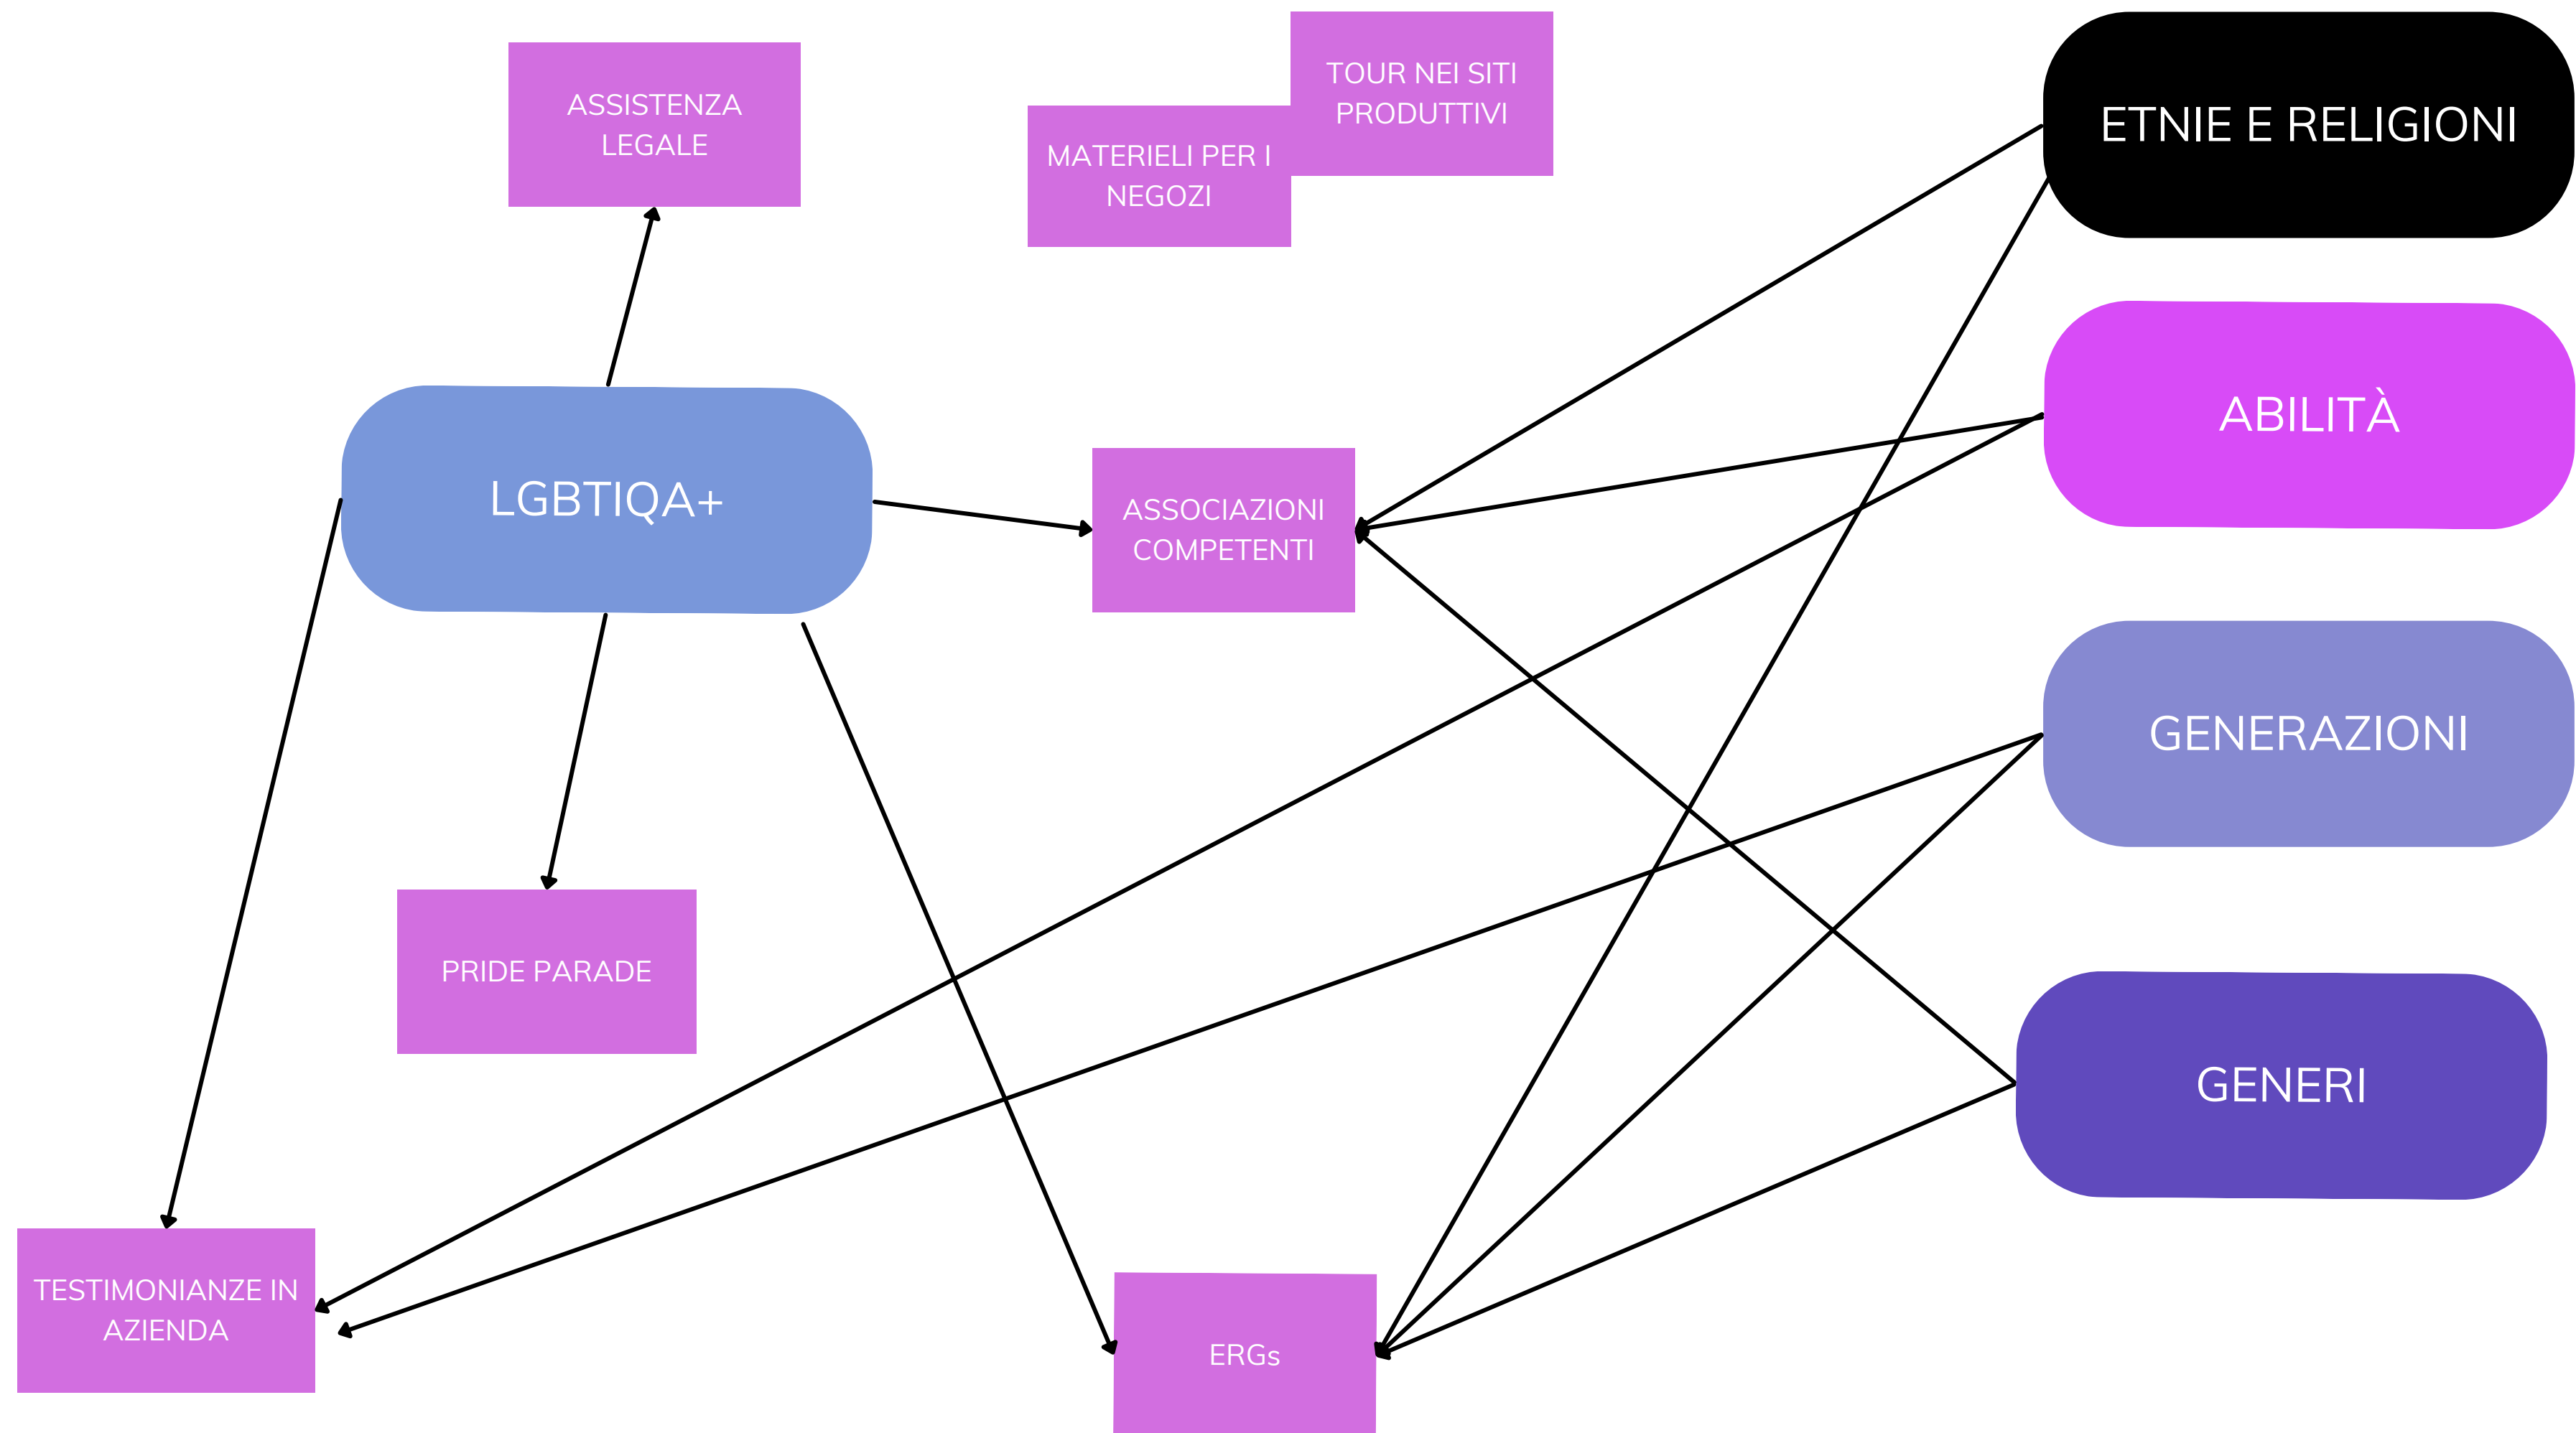 ASSISTENZA
LEGALE
MATERIELI PER I
NEGOZI
TOUR NEI SITI
PRODUTTIVI
ETNIE E RELIGIONI
ABILITÀ
LGBTIQA+
ASSOCIAZIONI
COMPETENTI
GENERAZIONI
PRIDE PARADE
GENERI
TESTIMONIANZE IN
AZIENDA
ERGs